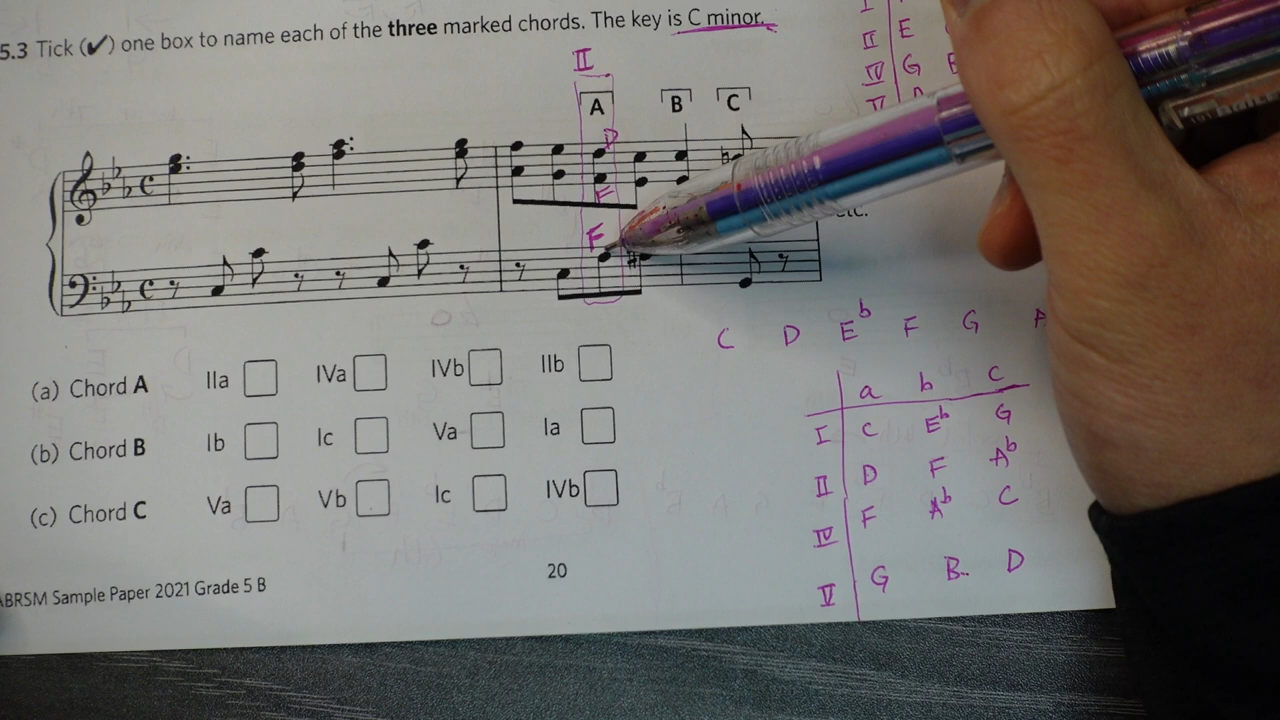 5.3 Tick (✔) one box to name each of the three marked chords. The key is C minor.
I
II E
IV G
V
II
A B C
D
F
F
etc.
C D E♭ F G A
(a) Chord A IIa IVa IVb IIb
(b) Chord B Ib Ic Va Ia
(c) Chord C Va Vb Ic IVb
a b c
I C E♭ G
II D F A♭
IV F A♭ C
V G B D
20
ABRSM Sample Paper 2021 Grade 5 B